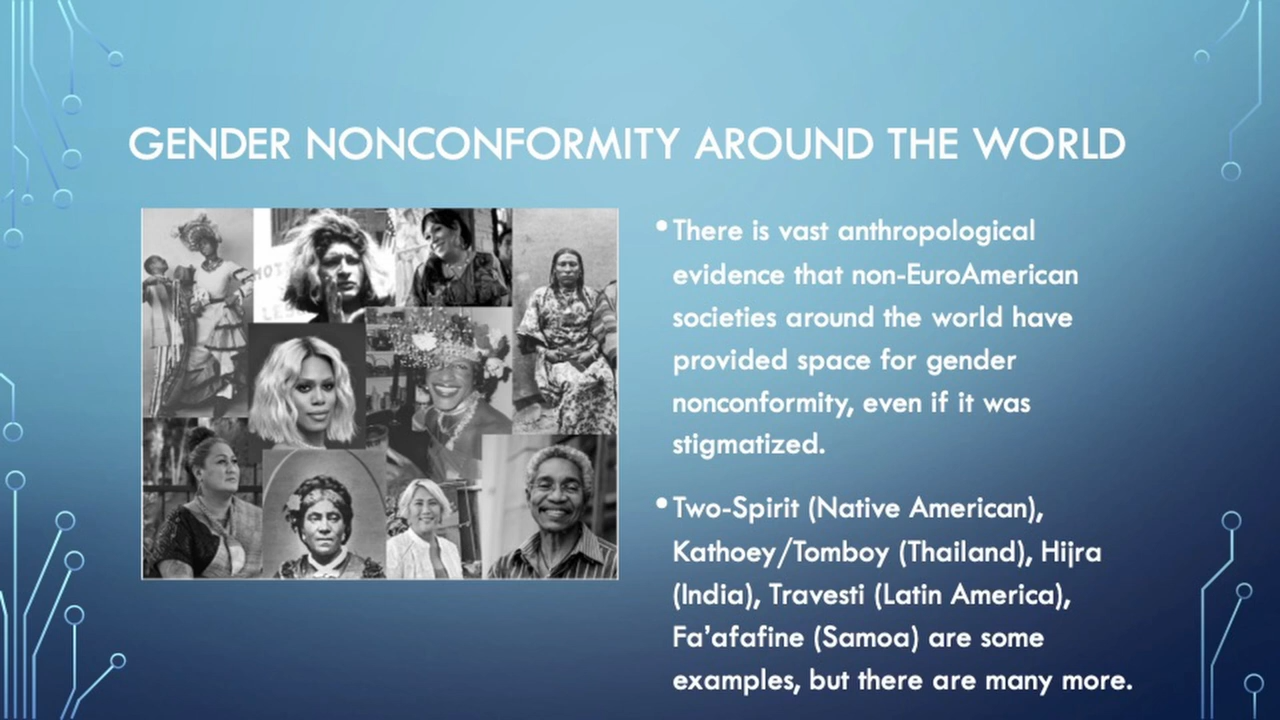 GENDER NONCONFORMITY AROUND THE WORLD
• There is vast anthropological
evidence that non-EuroAmerican
societies around the world have
provided space for gender
nonconformity, even if it was
stigmatized.
• Two-Spirit (Native American),
Kathoey/Tomboy (Thailand), Hijra
(India), Travesti (Latin America),
Fa’afafine (Samoa) are some
examples, but there are many more.